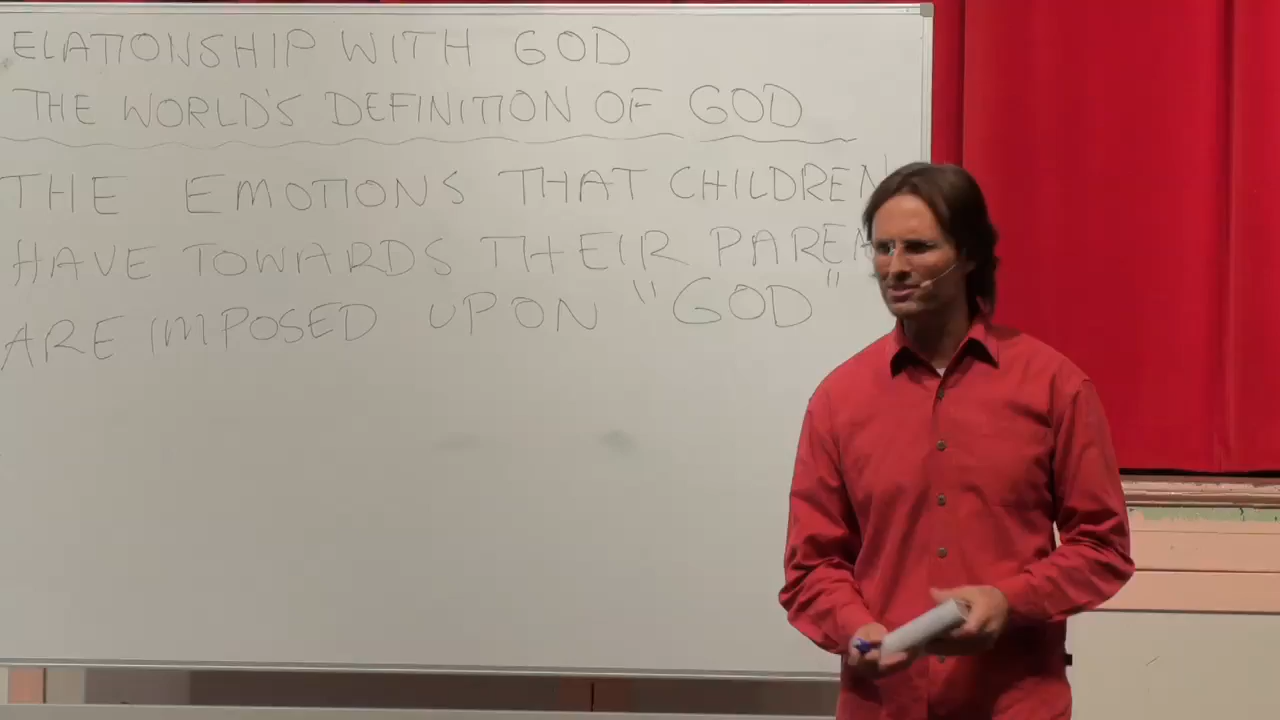 ELATIONSHIP WITH GOD
THE WORLD'S DEFINITION OF GOD
THE EMOTIONS THAT CHILDREN
HAVE TOWARDS THEIR PAREN
ARE IMPOSED UPON "GOD"